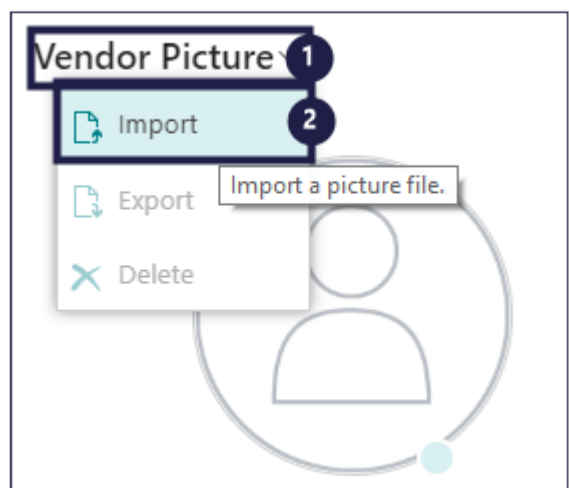 Vendor Picture 1
Import 2
Import a picture file.
Export
Delete